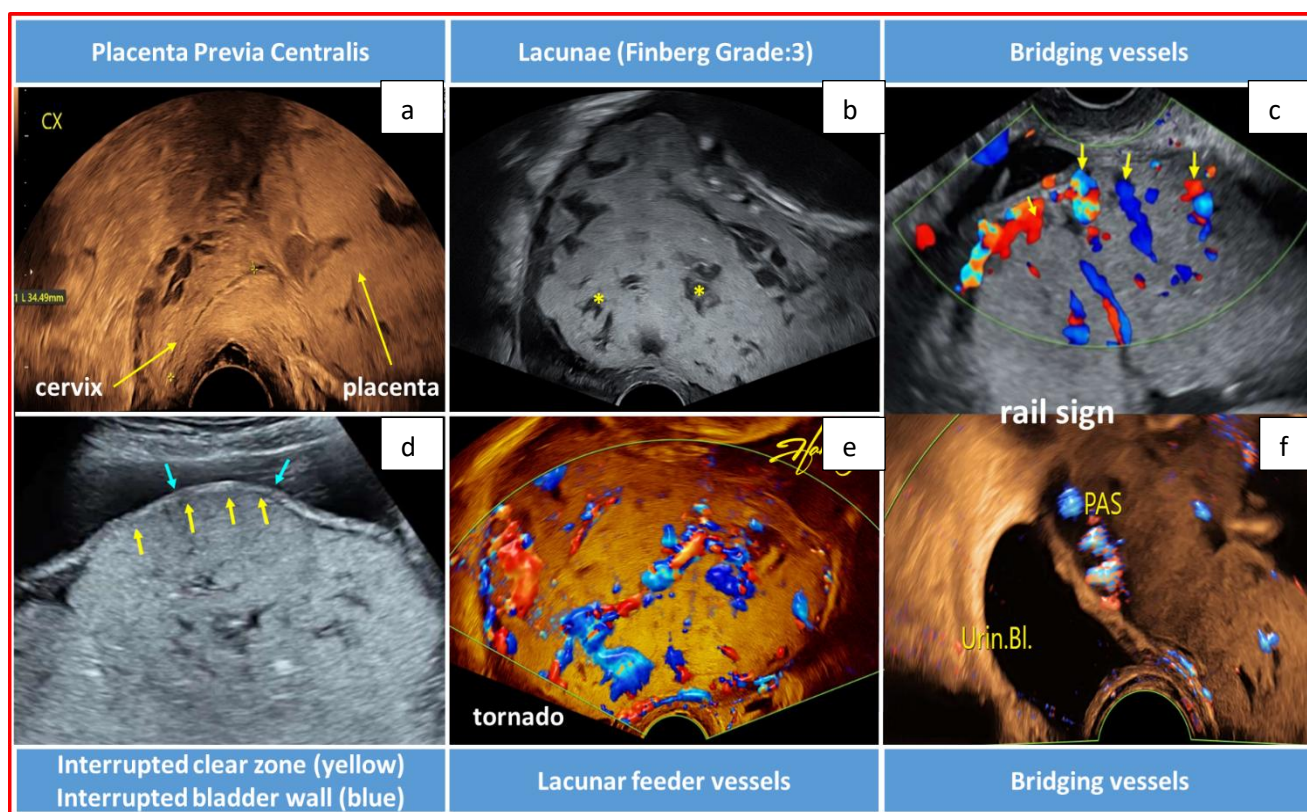 Placenta Previa Centralis
Lacunae (Finberg Grade:3)
Bridging vessels
a
CX
1 L 34.49mm
cervix
placenta
b
*
*
c
rail sign
d
e
tornado
f
PAS
Urin.Bl.
Interrupted clear zone (yellow)
Interrupted bladder wall (blue)
Lacunar feeder vessels
Bridging vessels